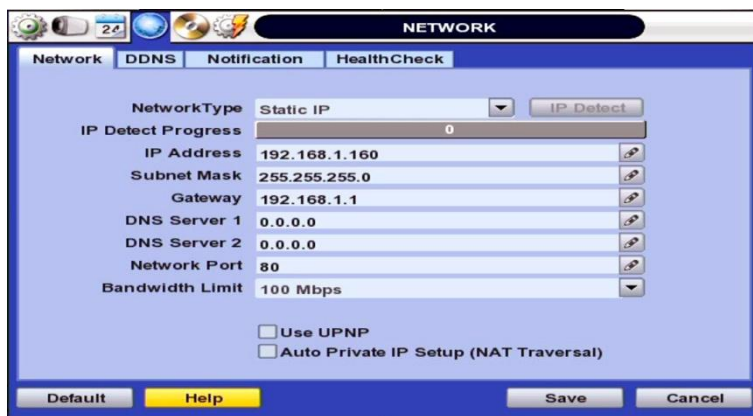 24
NETWORK
Network DDNS Notification HealthCheck
NetworkType Static IP IP Detect
IP Detect Progress 0
IP Address 192.168.1.160
Subnet Mask 255.255.255.0
Gateway 192.168.1.1
DNS Server 1 0.0.0.0
DNS Server 2 0.0.0.0
Network Port 80
Bandwidth Limit 100 Mbps
Use UPNP
Auto Private IP Setup (NAT Traversal)
Default Help Save Cancel